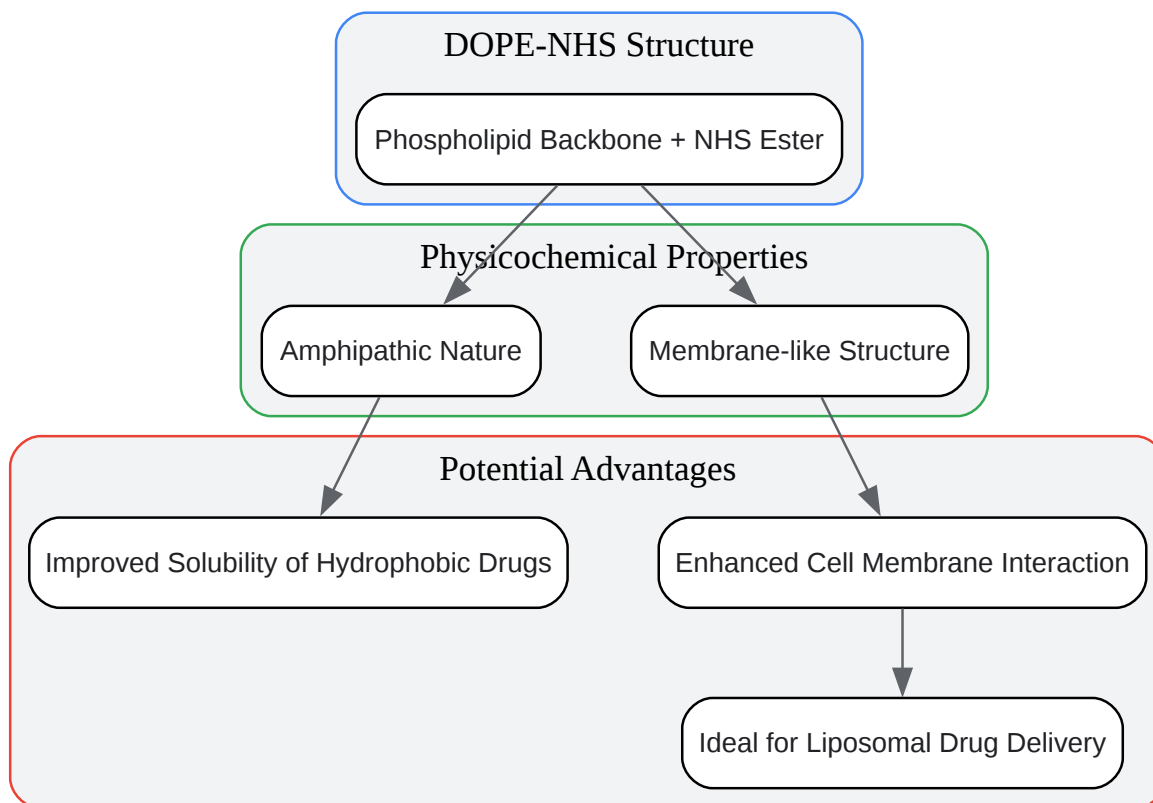 DOPE-NHS Structure
Phospholipid Backbone + NHS Ester
Physicochemical Properties
Amphipathic Nature
Membrane-like Structure
Potential Advantages
Improved Solubility of Hydrophobic Drugs
Enhanced Cell Membrane Interaction
Ideal for Liposomal Drug Delivery